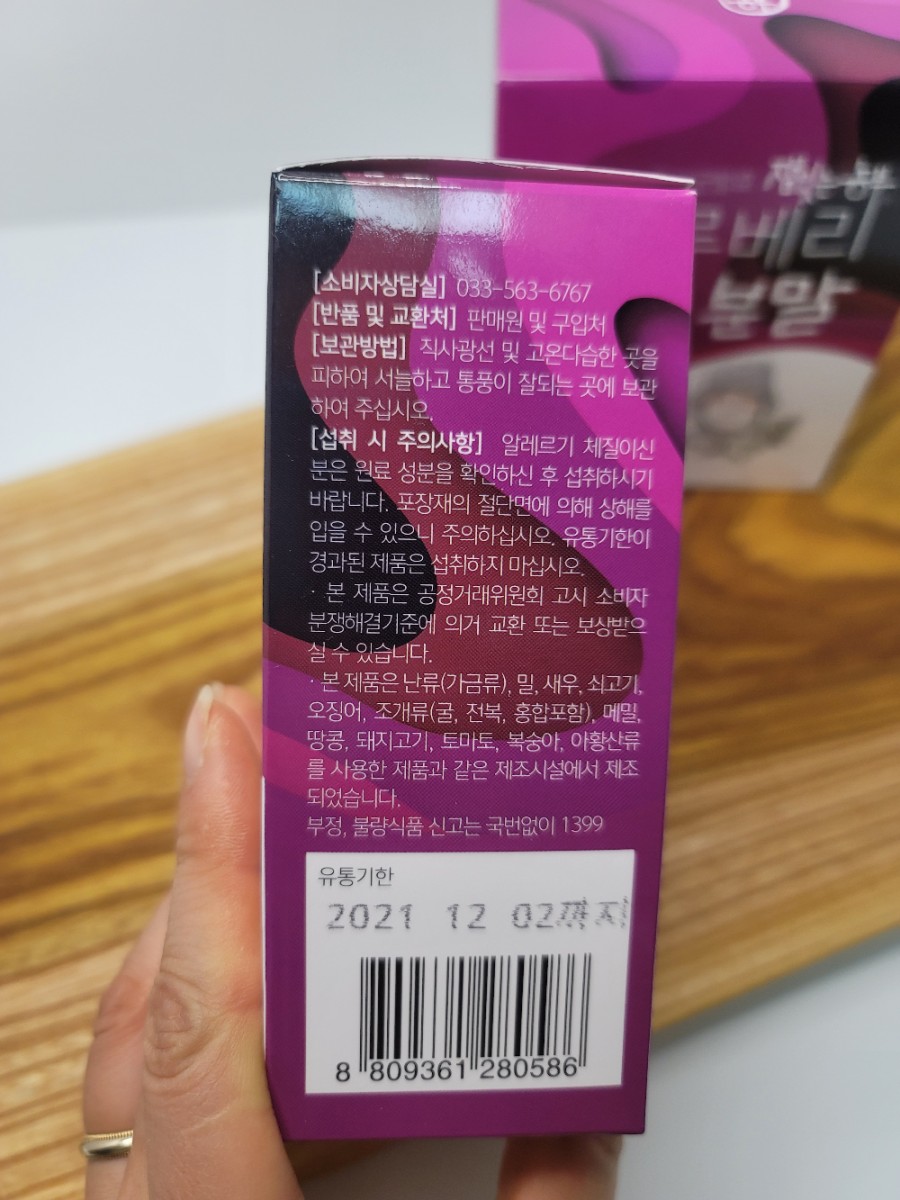 베리
분말
[소비자상담실] 033-563-6767
[반품 및 교환처] 판매원 및 구입처
[보관방법] 직사광선 및 고온다습한 곳을
피하여 서늘하고 통풍이 잘되는 곳에 보관
하여 주십시오.
[섭취 시 주의사항] 알레르기 체질이신
분은 원료 성분을 확인하신 후 섭취하시기
바랍니다. 포장재의 절단면에 의해 상해를
입을 수 있으니 주의하십시오. 유통기한이
경과된 제품은 섭취하지 마십시오.
· 본 제품은 공정거래위원회 고시 소비자
분쟁해결기준에 의거 교환 또는 보상받으
실 수 있습니다.
· 본 제품은 난류(가금류), 밀, 새우, 쇠고기,
오징어, 조개류(굴, 전복, 홍합포함), 메밀,
땅콩, 돼지고기, 토마토, 복숭아, 아황산류
를 사용한 제품과 같은 제조시설에서 제조
되었습니다.
부정, 불량식품 신고는 국번없이 1399
유통기한
2021 12 02까지
8 809361 280586